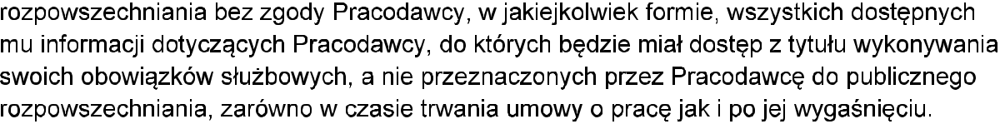 rozpowszechniania bez zgody Pracodawcy, w jakiejkolwiek formie, wszystkich dostępnych
mu informacji dotyczących Pracodawcy, do których będzie miał dostęp z tytułu wykonywania
swoich obowiązków służbowych, a nie przeznaczonych przez Pracodawcę do publicznego
rozpowszechniania, zarówno w czasie trwania umowy o pracę jak i po jej wygaśnięciu.